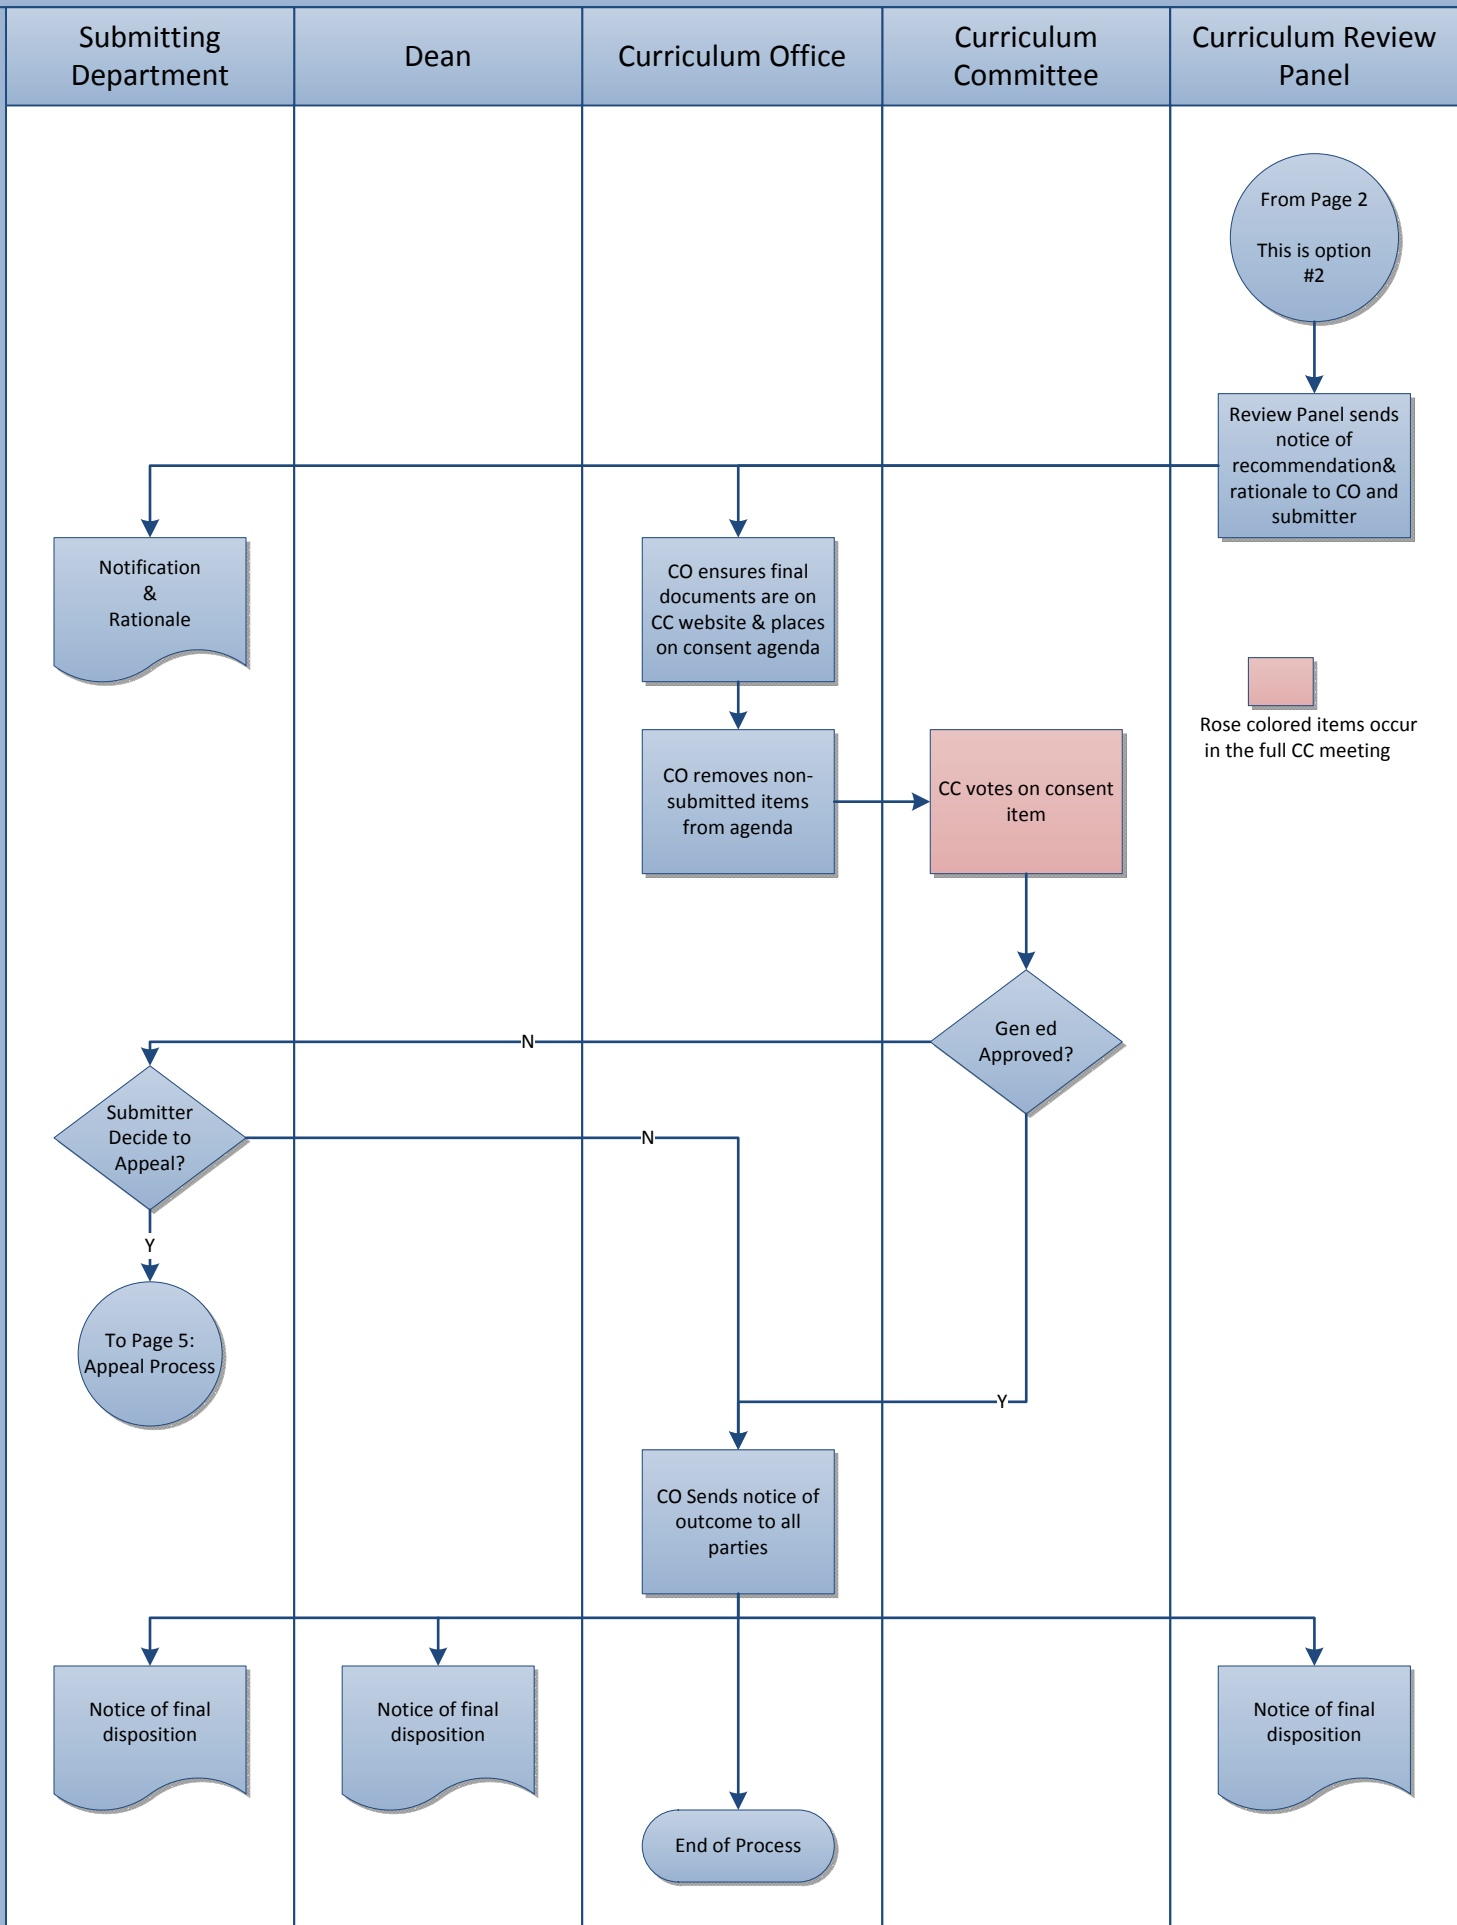 Submitting
Department
Dean
Curriculum Office
Curriculum
Committee
Curriculum Review
Panel
From Page 2
This is option
#2
Review Panel sends
notice of
recommendation&
rationale to CO and
submitter
Notification
&
Rationale
CO ensures final
documents are on
CC website & places
on consent agenda
Rose colored items occur
in the full CC meeting
CO removes non-
submitted items
from agenda
CC votes on consent
item
Gen ed
Approved?
N
Submitter
Decide to
Appeal?
N
Y
To Page 5:
Appeal Process
Y
CO Sends notice of
outcome to all
parties
Notice of final
disposition
Notice of final
disposition
Notice of final
disposition
End of Process